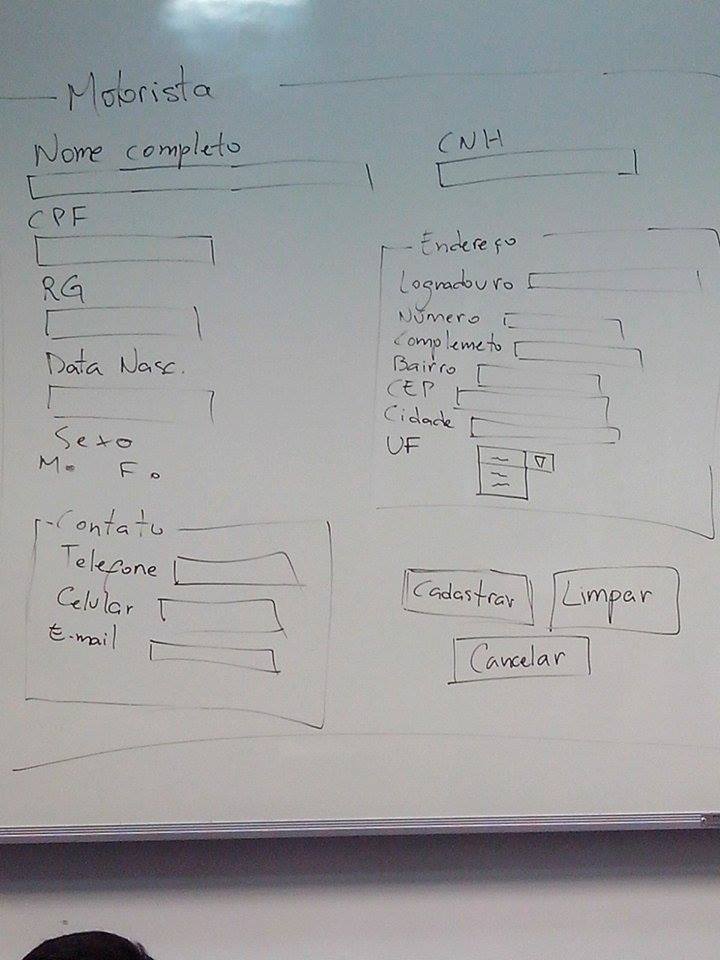 Motorista
Nome completo
CNH
CPF
RG
Data Nasc.
Sexo
M. F.
Endereço
Logradouro
Número
Complemeto
Bairro
CEP
Cidade
UF
Contato
Telefone
Celular
E-mail
Cadastrar Limpar
Cancelar